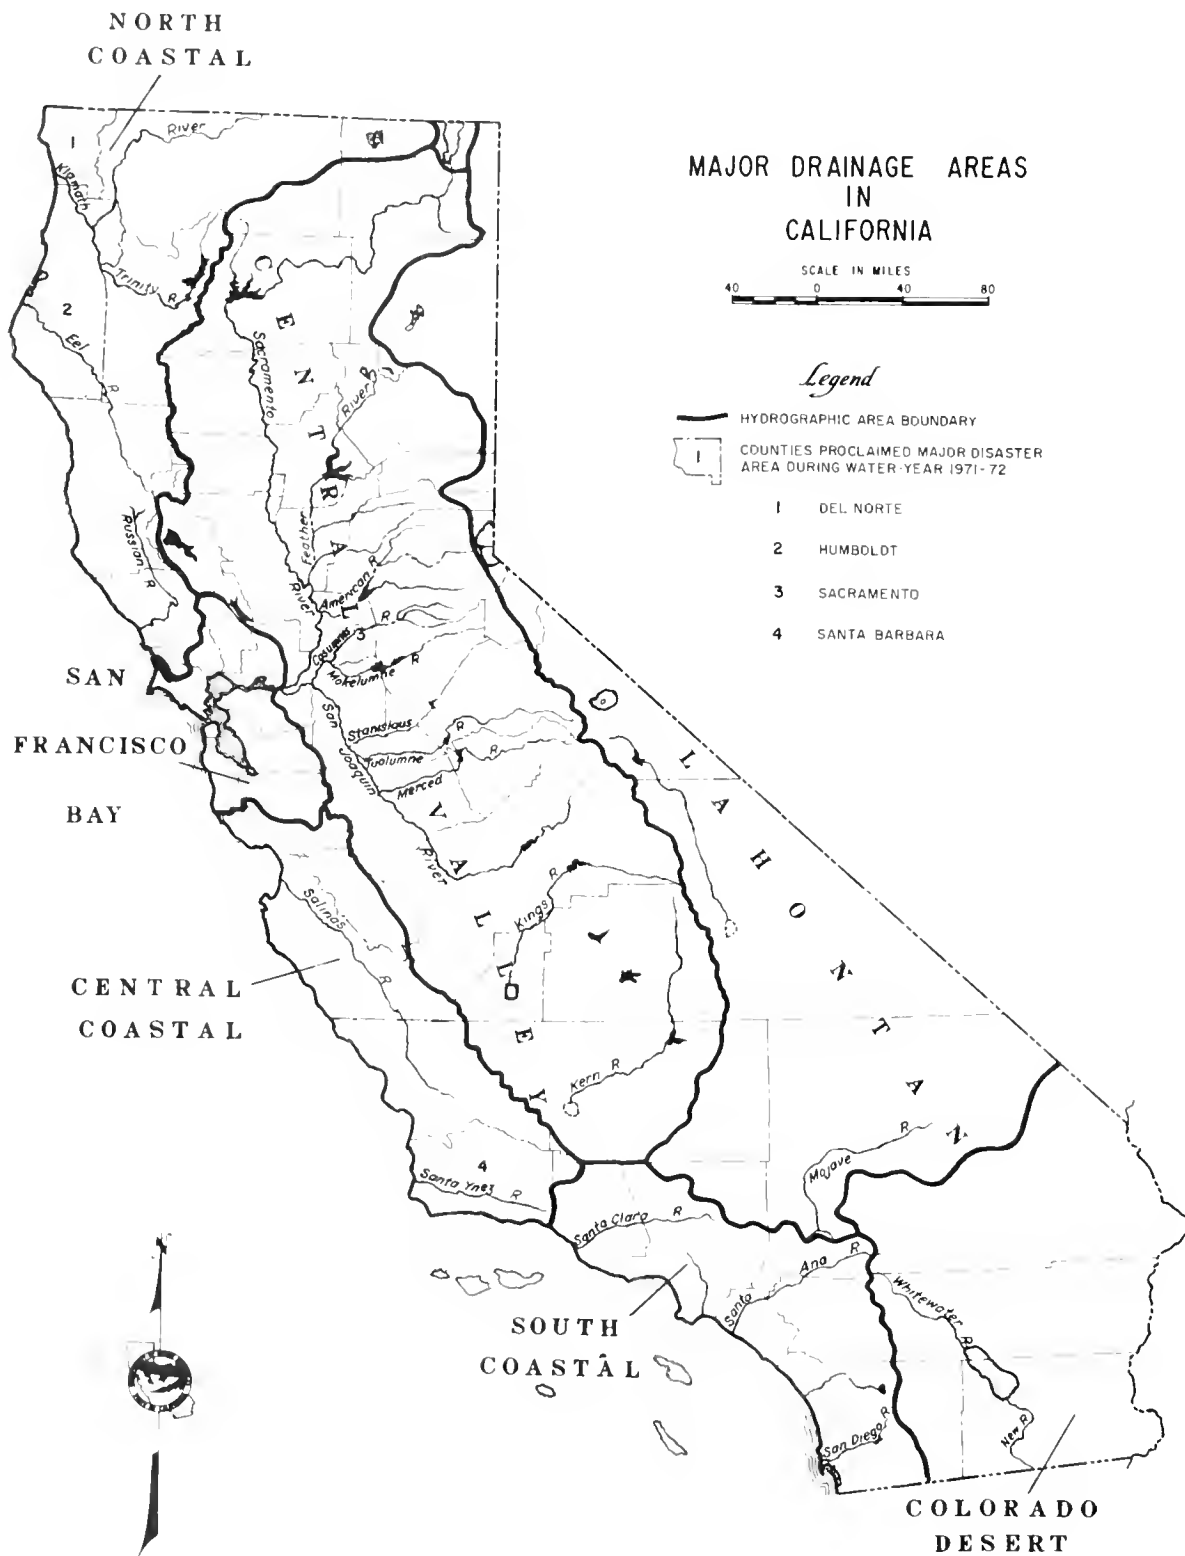 NORTH
COASTAL
MAJOR DRAINAGE AREAS
IN
CALIFORNIA
SCALE IN MILES
40 0 40 80
Legend
HYDROGRAPHIC AREA BOUNDARY
1
COUNTIES PROCLAIMED MAJOR DISASTER
AREA DURING WATER-YEAR 1971-72
1 DEL NORTE
2 HUMBOLDT
3 SACRAMENTO
4 SANTA BARBARA
1
Klamath River
Trinity R
2
Eel R
Russian R
CENTRAL VALLEY
Sacramento River
Feather River
American R
Cosumnes R
3
Mokelumne R
San Joaquin River
Stanislaus R
Tuolumne R
Merced R
Kings R
Kern R
SAN
FRANCISCO
BAY
R
LAHONTAN
Mojave R
Salinas R
CENTRAL
COASTAL
4
Santa Ynez R
Santa Clara R
Santa Ana R
Whitewater R
New R
San Diego R
SOUTH
COASTAL
COLORADO
DESERT